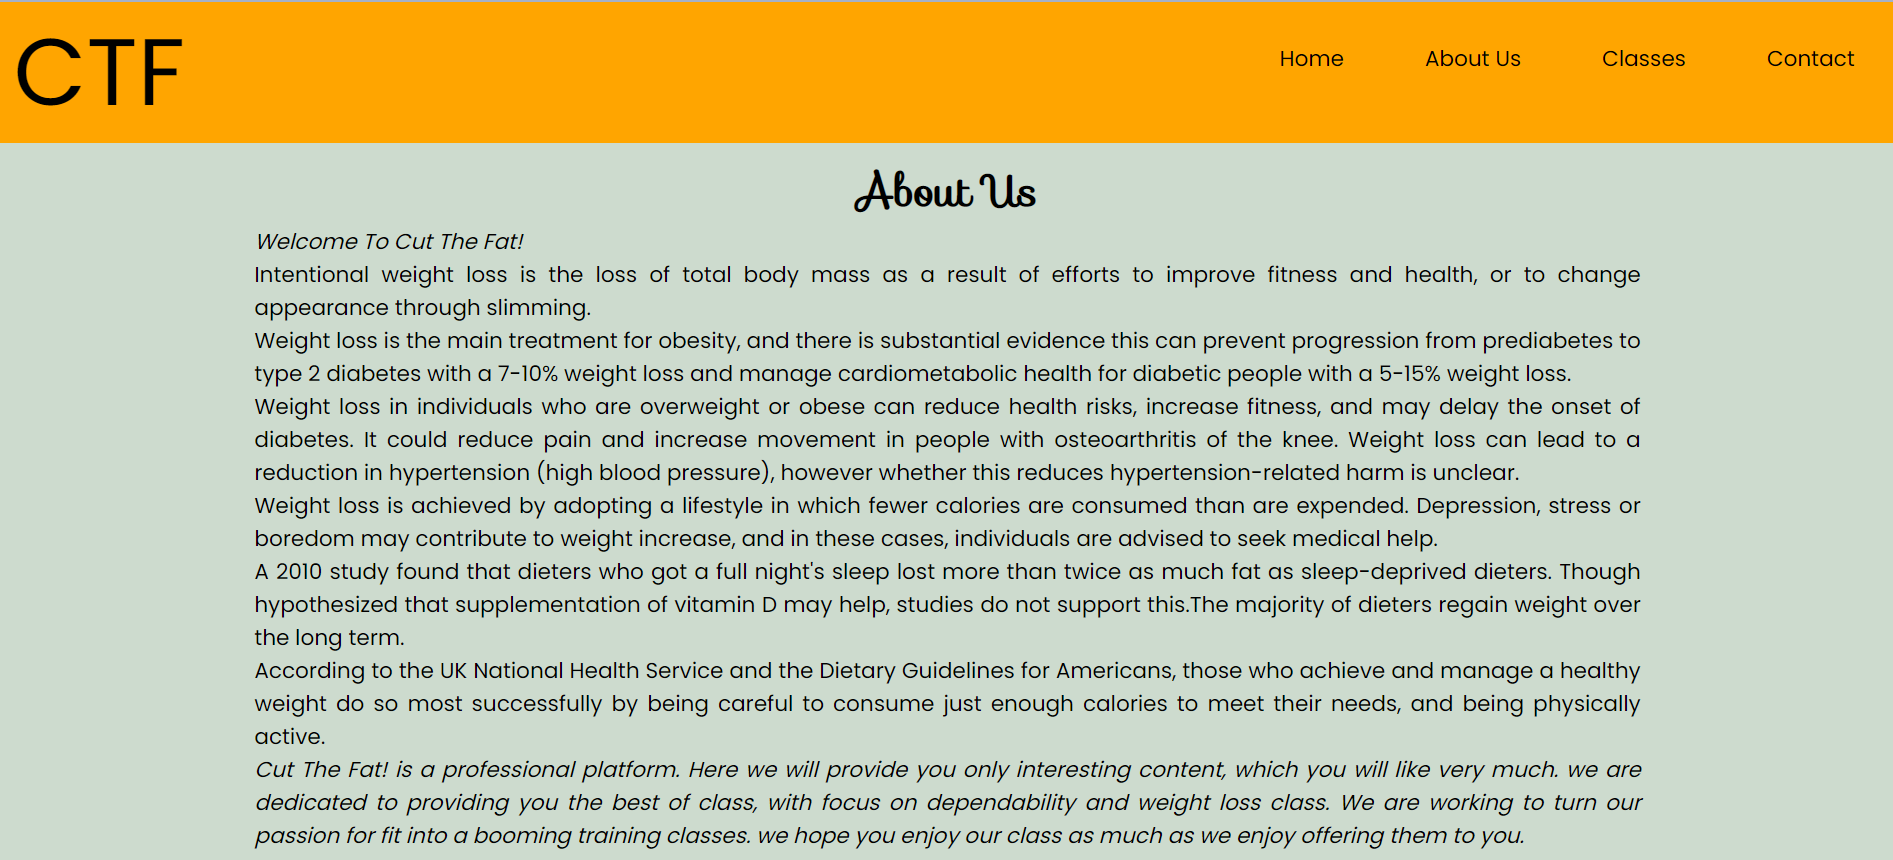 CTF
Home About Us Classes Contact
About Us
Welcome To Cut The Fat!
Intentional weight loss is the loss of total body mass as a result of efforts to improve fitness and health, or to change
appearance through slimming.
Weight loss is the main treatment for obesity, and there is substantial evidence this can prevent progression from prediabetes to
type 2 diabetes with a 7-10% weight loss and manage cardiometabolic health for diabetic people with a 5-15% weight loss.
Weight loss in individuals who are overweight or obese can reduce health risks, increase fitness, and may delay the onset of
diabetes. It could reduce pain and increase movement in people with osteoarthritis of the knee. Weight loss can lead to a
reduction in hypertension (high blood pressure), however whether this reduces hypertension-related harm is unclear.
Weight loss is achieved by adopting a lifestyle in which fewer calories are consumed than are expended. Depression, stress or
boredom may contribute to weight increase, and in these cases, individuals are advised to seek medical help.
A 2010 study found that dieters who got a full night's sleep lost more than twice as much fat as sleep-deprived dieters. Though
hypothesized that supplementation of vitamin D may help, studies do not support this.The majority of dieters regain weight over
the long term.
According to the UK National Health Service and the Dietary Guidelines for Americans, those who achieve and manage a healthy
weight do so most successfully by being careful to consume just enough calories to meet their needs, and being physically
active.
Cut The Fat! is a professional platform. Here we will provide you only interesting content, which you will like very much. we are
dedicated to providing you the best of class, with focus on dependability and weight loss class. We are working to turn our
passion for fit into a booming training classes. we hope you enjoy our class as much as we enjoy offering them to you.